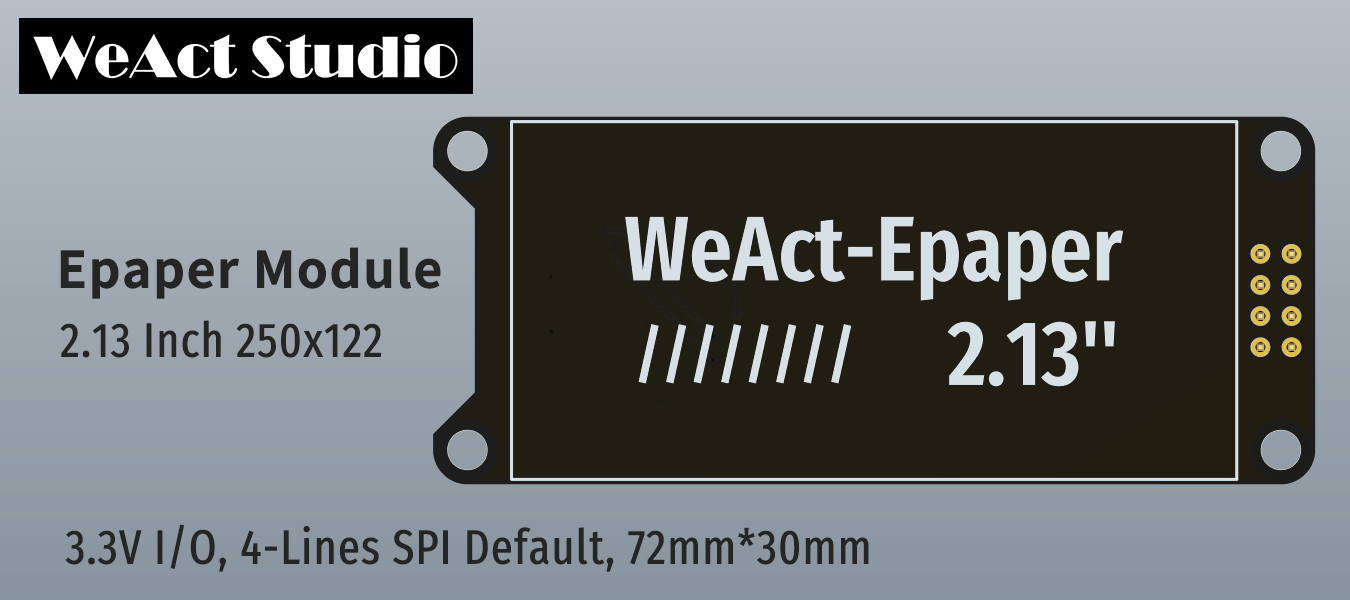 WeAct Studio
WeAct-Epaper
//////// 2.13"
Epaper Module
2.13 Inch 250x122
3.3V I/O, 4-Lines SPI Default, 72mm*30mm